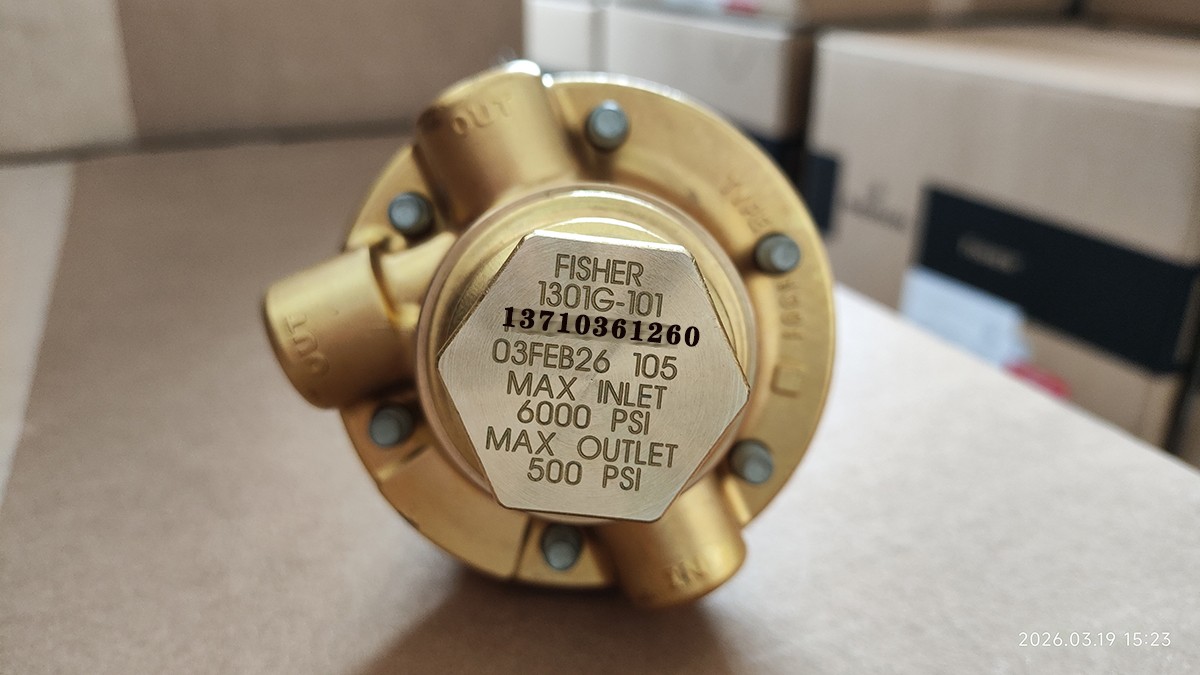 OUT
OUT
FISHER
1301G-101
13710361260
03FEB26 105
MAX INLET
6000 PSI
MAX OUTLET
500 PSI
IN
2026.03.19 15:23